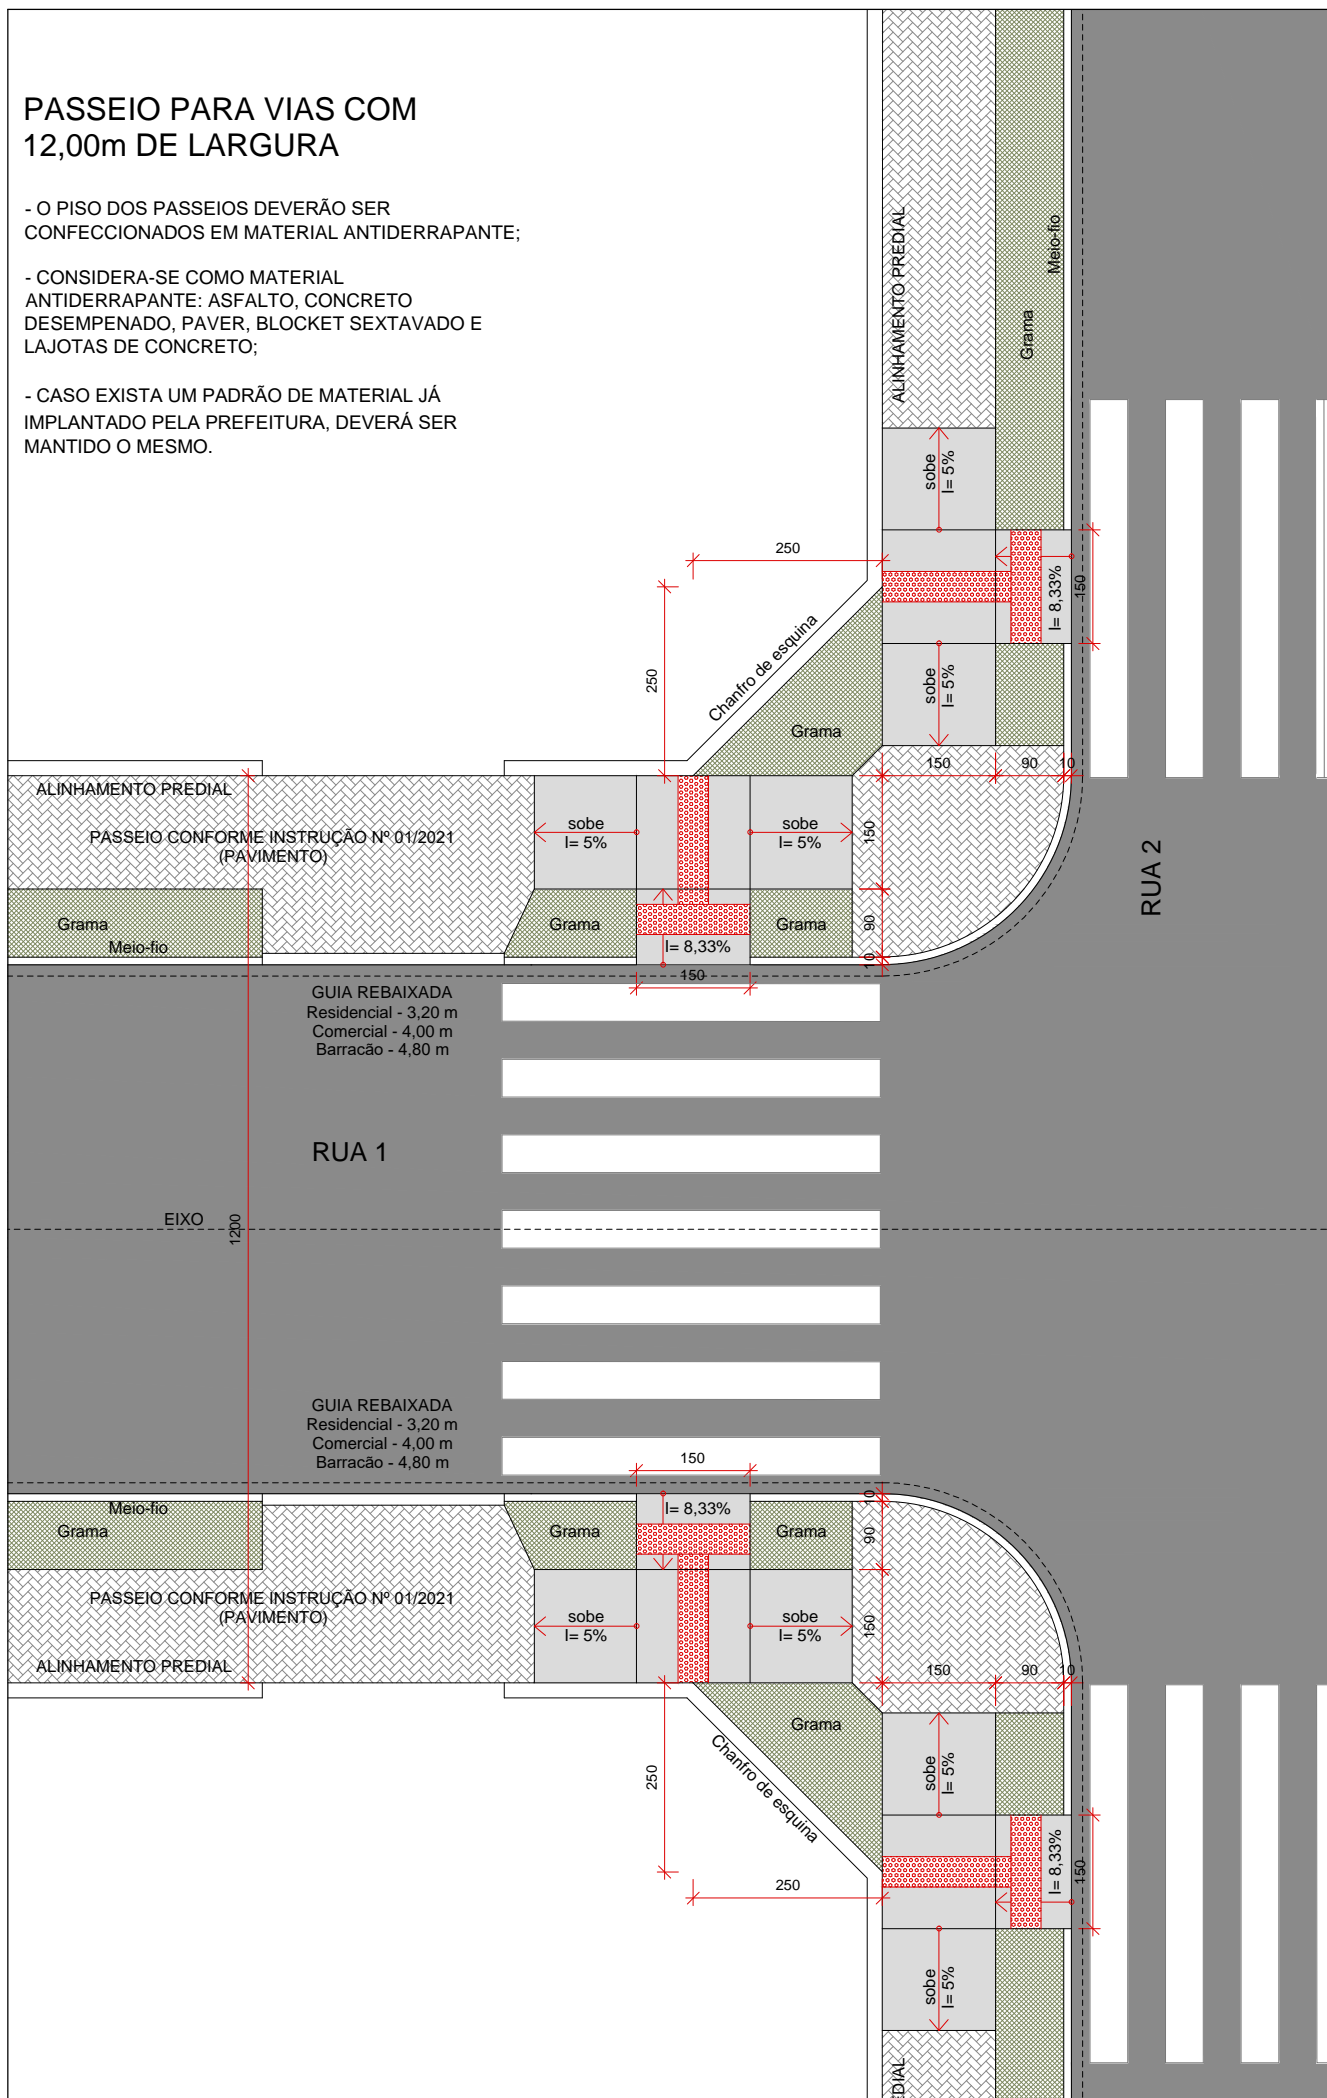 PASSEIO PARA VIAS COM
12,00m DE LARGURA
- O PISO DOS PASSEIOS DEVERÃO SER
CONFECCIONADOS EM MATERIAL ANTIDERRAPANTE;
- CONSIDERA-SE COMO MATERIAL
ANTIDERRAPANTE: ASFALTO, CONCRETO
DESEMPENADO, PAVER, BLOCKET SEXTAVADO E
LAJOTAS DE CONCRETO;
- CASO EXISTA UM PADRÃO DE MATERIAL JÁ
IMPLANTADO PELA PREFEITURA, DEVERÁ SER
MANTIDO O MESMO.
ALINHAMENTO PREDIAL
Grama
Meio-fio
sobe
I= 5%
250
150
I= 8,33%
250
Chanfro de esquina
sobe
I= 5%
Grama
150
90
10
ALINHAMENTO PREDIAL
PASSEIO CONFORME INSTRUÇÃO Nº 01/2021
(PAVIMENTO)
sobe
I= 5%
sobe
I= 5%
150
RUA 2
Grama
Meio-fio
Grama
Grama
90
I= 8,33%
10
150
GUIA REBAIXADA
Residencial - 3,20 m
Comercial - 4,00 m
Barracão - 4,80 m
RUA 1
EIXO
1200
GUIA REBAIXADA
Residencial - 3,20 m
Comercial - 4,00 m
Barracão - 4,80 m
150
Meio-fio
Grama
Grama
I= 8,33%
Grama
10
90
PASSEIO CONFORME INSTRUÇÃO Nº 01/2021
(PAVIMENTO)
sobe
I= 5%
sobe
I= 5%
150
ALINHAMENTO PREDIAL
150
90
10
Grama
Chanfro de esquina
250
sobe
I= 5%
I= 8,33%
150
250
sobe
I= 5%
EDIAL